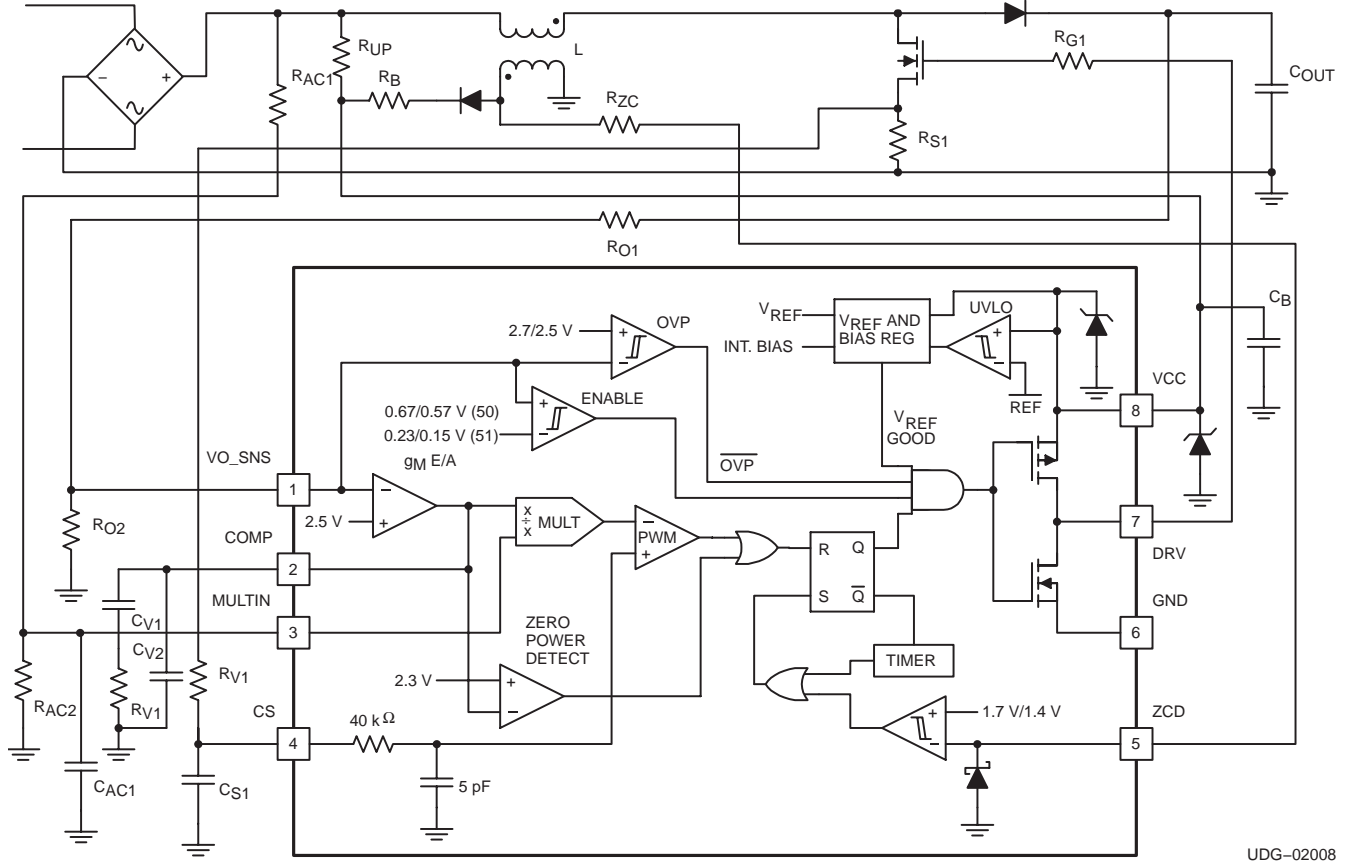 RUP
RB
RAC1
L
RZC
RG1
COUT
RS1
RO1
CB
−
+
VREF
VREF AND
BIAS REG
INT. BIAS
UVLO
+
−
REF
2.7/2.5 V
+
−
OVP
ENABLE
+
−
0.67/0.57 V (50)
0.23/0.15 V (51)
VREF
GOOD
OVP
VCC
8
VO_SNS
1
gM E/A
−
+
2.5 V
RO2
COMP
2
x
÷
x
MULT
−
PWM
+
R Q
S Q
7
DRV
GND
6
MULTIN
3
CV1
CV2
RV1
RV1
RAC2
CAC1
CS1
ZERO
POWER
DETECT
2.3 V
+
−
TIMER
CS
4
40 kΩ
5 pF
+
−
1.7 V/1.4 V
ZCD
5
UDG−02008